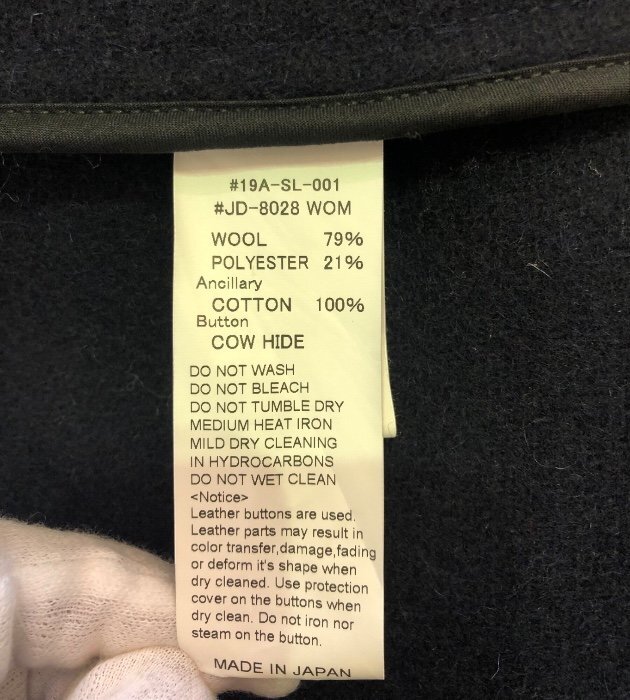 #19A-SL-001
#JD-8028 WOM
WOOL 79%
POLYESTER 21%
Ancillary
COTTON 100%
Button
COW HIDE
DO NOT WASH
DO NOT BLEACH
DO NOT TUMBLE DRY
MEDIUM HEAT IRON
MILD DRY CLEANING
IN HYDROCARBONS
DO NOT WET CLEAN
<Notice>
Leather buttons are used.
Leather parts may result in
color transfer,damage,fading
or deform it's shape when
dry cleaned. Use protection
cover on the buttons when
dry clean. Do not iron nor
steam on the button.
MADE IN JAPAN